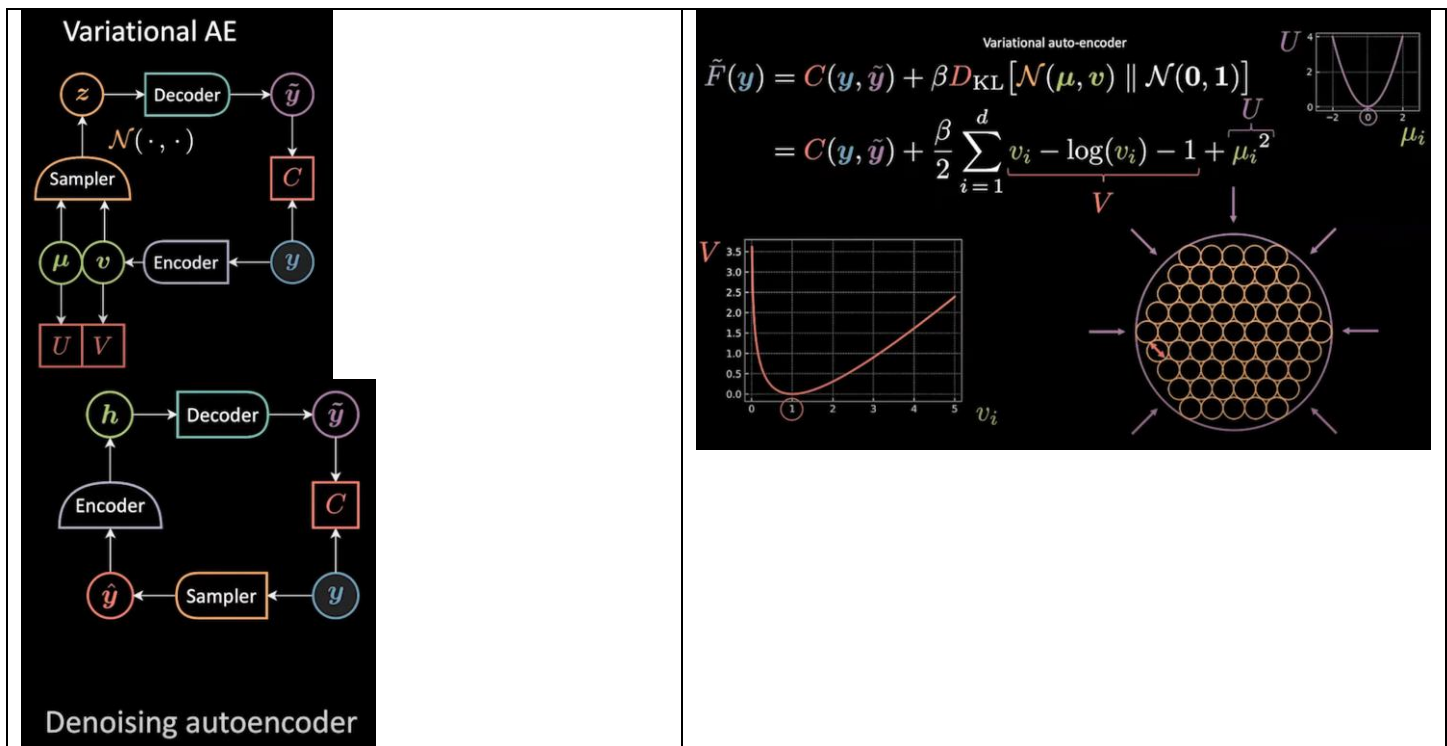 Variational AE
z Decoder ỹ
𝒩(·,·)
Sampler C
μ v Encoder y
U V
h Decoder ỹ
Encoder C
ŷ Sampler y
Denoising autoencoder
Variational auto-encoder
F̃(y) = C(y, ỹ) + βD_KL[𝒩(μ, v) ∥ 𝒩(0, 1)]
= C(y, ỹ) + β/2 ∑_{i=1}^{d} v_i − log(v_i) − 1 + μ_i²
U
V
U
4
2
0
−2 0 2
μ_i
V
3.5
3.0
2.5
2.0
1.5
1.0
0.5
0.0
0 1 2 3 4 5
v_i